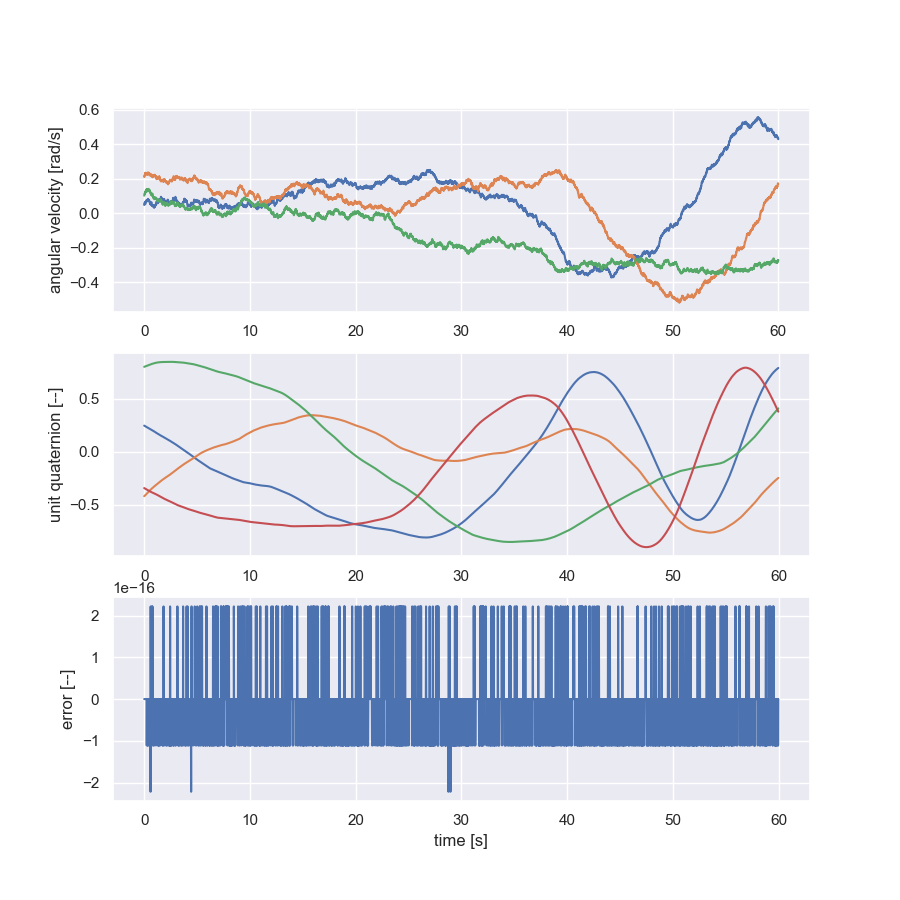 0.6
0.4
0.2
0.0
−0.2
−0.4
angular velocity [rad/s]
0 10 20 30 40 50 60
0.5
0.0
−0.5
unit quaternion [--]
0 10 20 30 40 50 60
1e−16
2
1
0
−1
−2
error [--]
0 10 20 30 40 50 60
time [s]